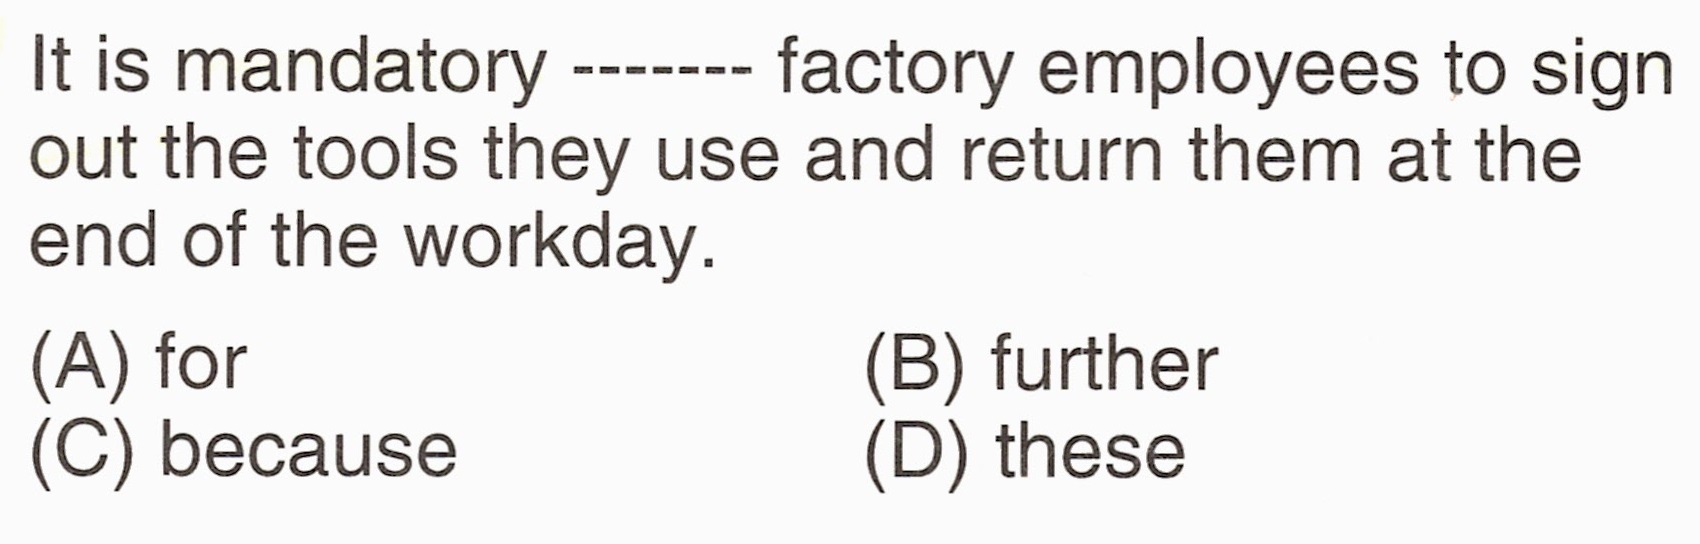 It is mandatory ------- factory employees to sign
out the tools they use and return them at the
end of the workday.
(A) for
(B) further
(C) because
(D) these